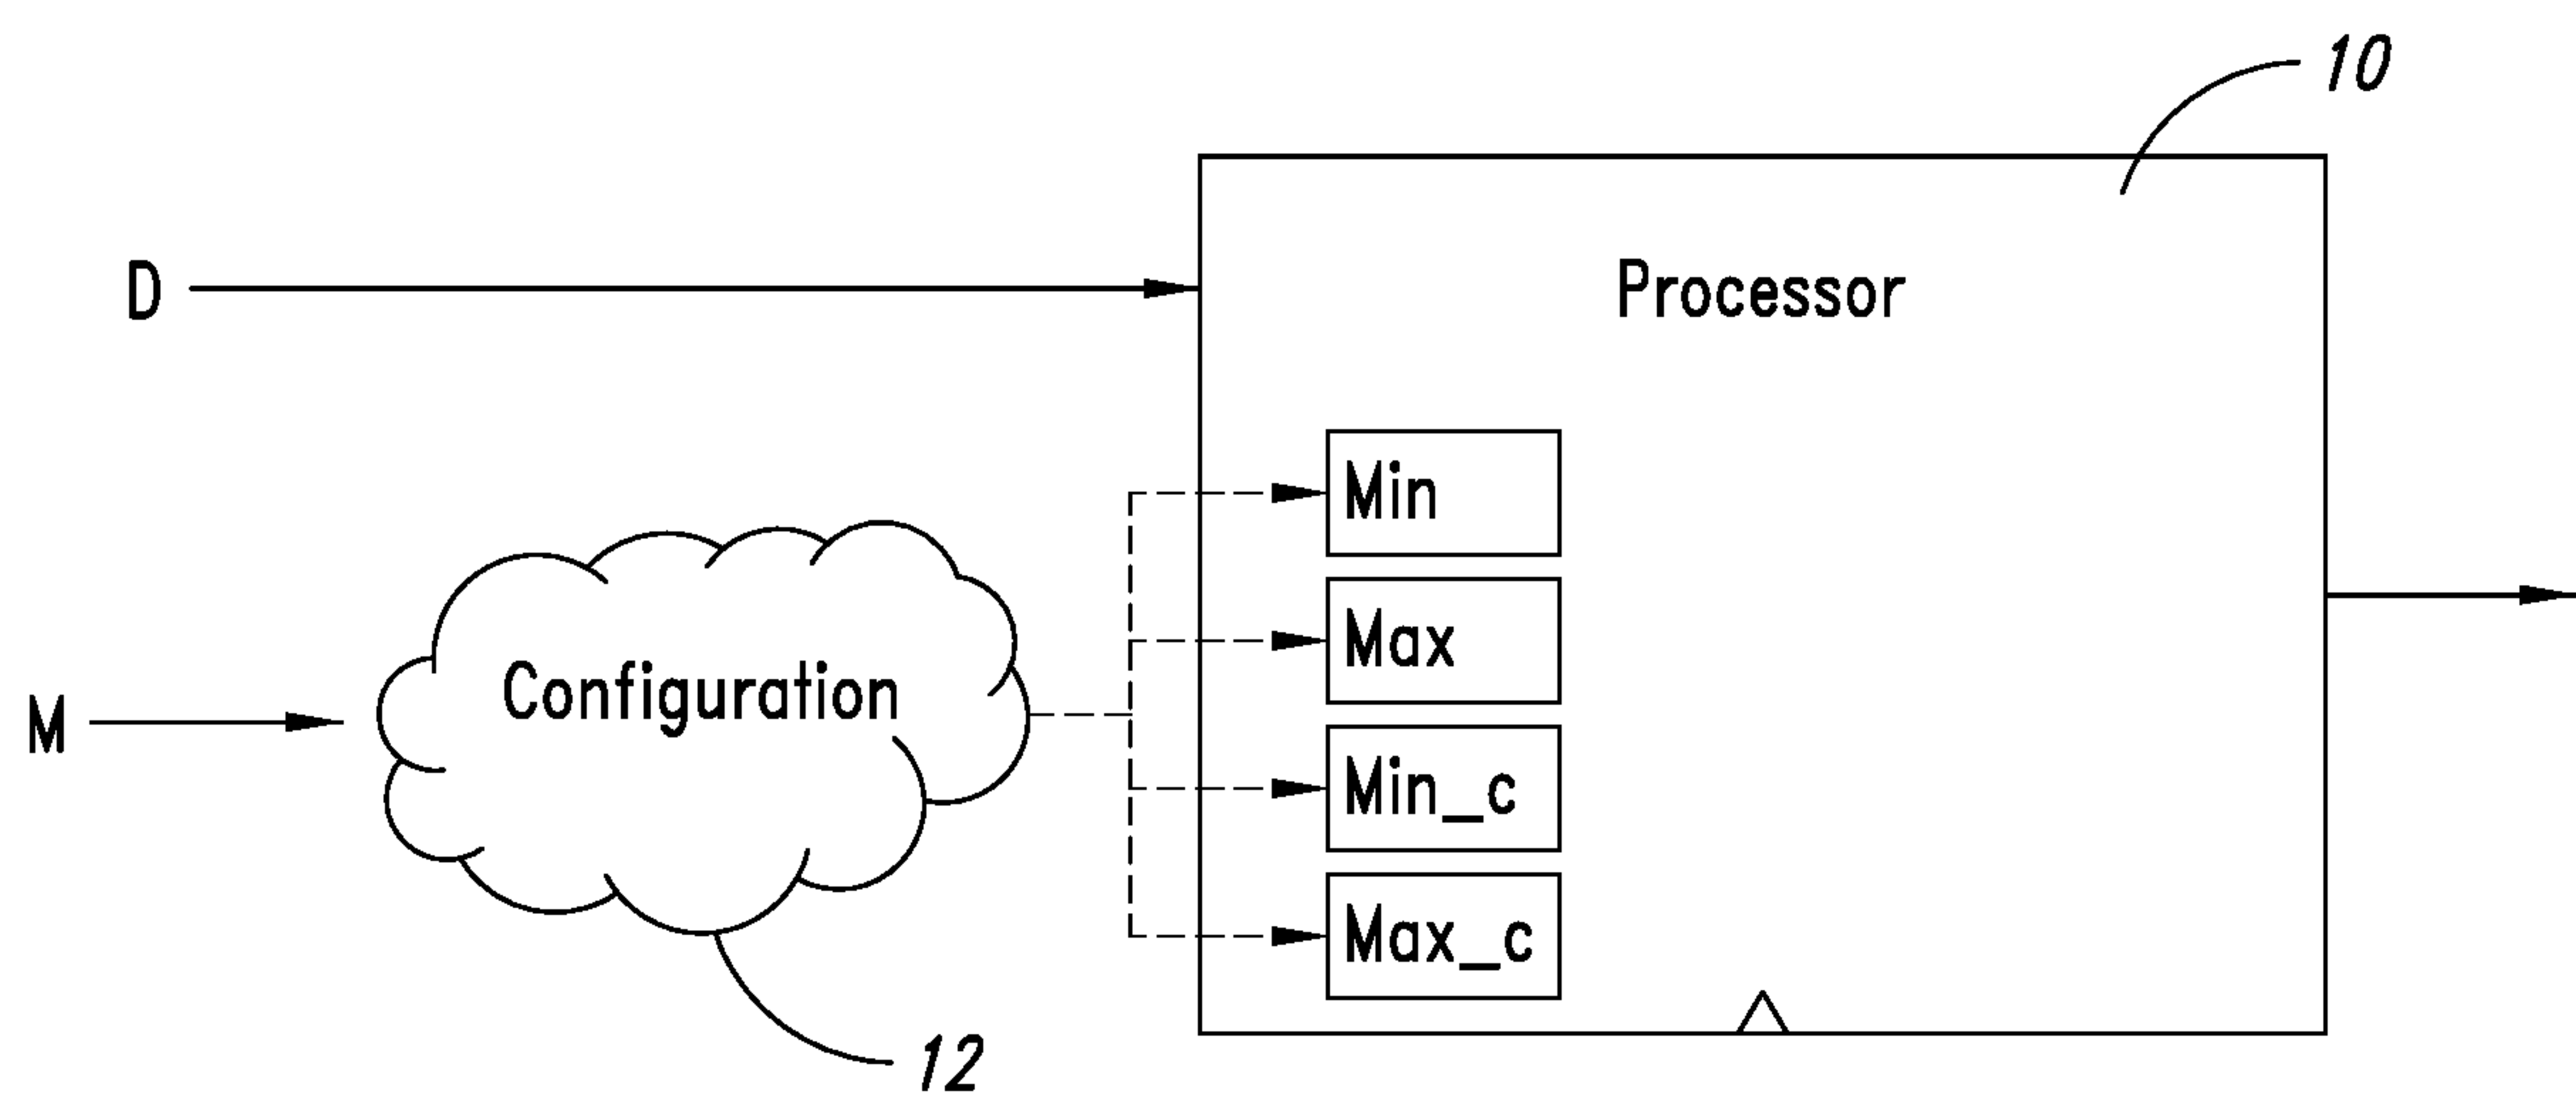 10
D
Processor
Min
Max
Configuration
M
Min_c
Max_c
12